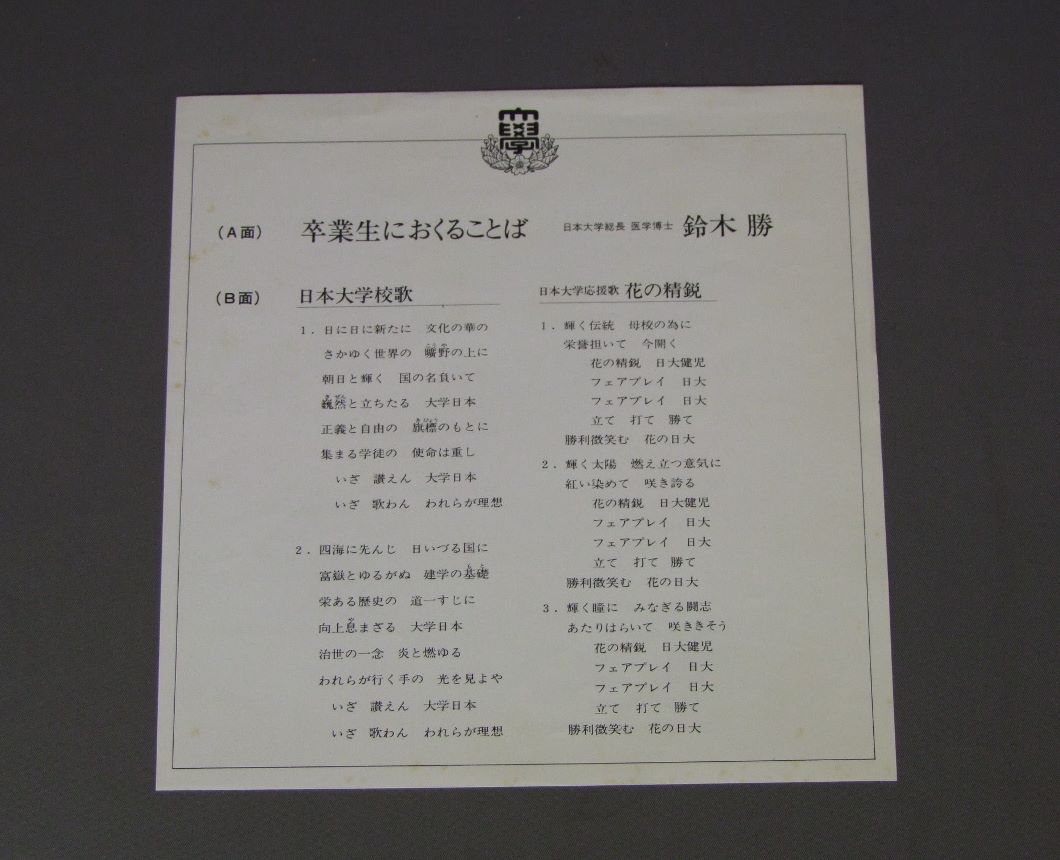 大學
(A面) 卒業生におくることば 日本大学総長 医学博士 鈴木 勝
(B面) 日本大学校歌
1. 日に日に新たに 文化の華の
さかゆく世界の 曠野の上に
朝日と輝く 国の名負いて
巍然と立ちたる 大学日本
正義と自由の 旗標のもとに
集まる学徒の 使命は重し
いざ 讃えん 大学日本
いざ 歌わん われらが理想
2. 四海に先んじ 日いづる国に
富嶽とゆるがぬ 建学の基礎
栄ある歴史の 道一すじに
向上息まざる 大学日本
治世の一念 炎と燃ゆる
われらが行く手の 光を見よや
いざ 讃えん 大学日本
いざ 歌わん われらが理想
日本大学応援歌 花の精鋭
1. 輝く伝統 母校の為に
栄誉担いて 今開く
花の精鋭 日大健児
フェアプレイ 日大
フェアプレイ 日大
立て 打て 勝て
勝利微笑む 花の日大
2. 輝く太陽 燃え立つ意気に
紅い染めて 咲き誇る
花の精鋭 日大健児
フェアプレイ 日大
フェアプレイ 日大
立て 打て 勝て
勝利微笑む 花の日大
3. 輝く瞳に みなぎる闘志
あたりはらいて 咲ききそう
花の精鋭 日大健児
フェアプレイ 日大
フェアプレイ 日大
立て 打て 勝て
勝利微笑む 花の日大